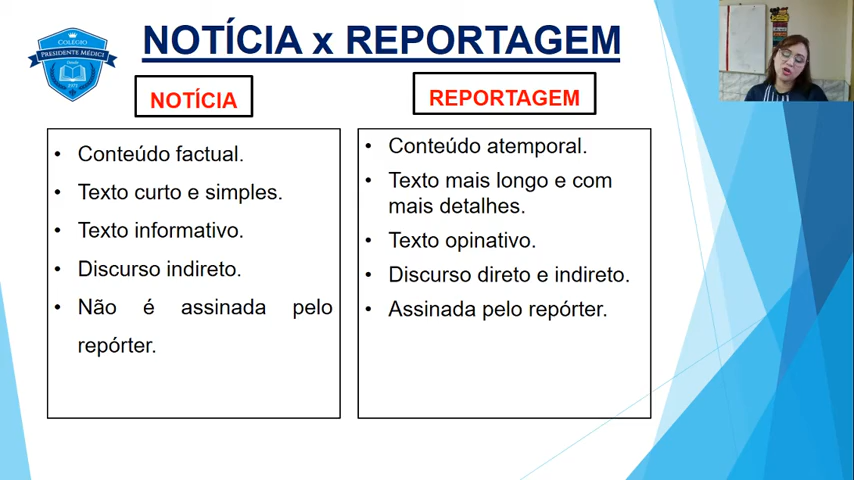 COLÉGIO
PRESIDENTE MÉDICI
NOTÍCIA x REPORTAGEM
NOTÍCIA
• Conteúdo factual.
• Texto curto e simples.
• Texto informativo.
• Discurso indireto.
• Não é assinada pelo
repórter.
REPORTAGEM
• Conteúdo atemporal.
• Texto mais longo e com
mais detalhes.
• Texto opinativo.
• Discurso direto e indireto.
• Assinada pelo repórter.